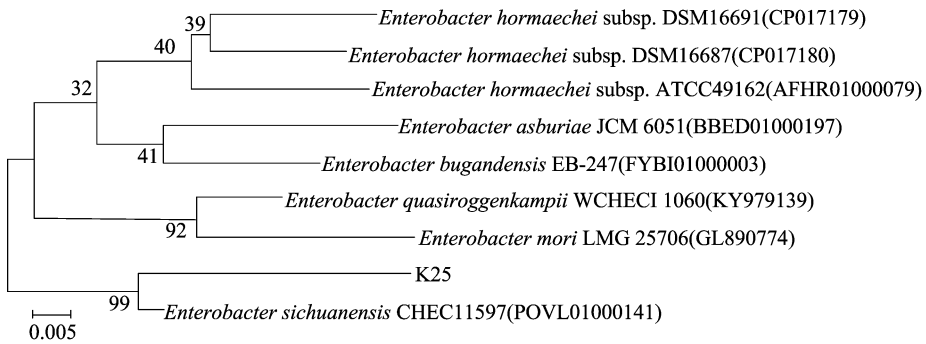 39
Enterobacter hormaechei subsp. DSM16691(CP017179)
40
Enterobacter hormaechei subsp. DSM16687(CP017180)
32
Enterobacter hormaechei subsp. ATCC49162(AFHR01000079)
Enterobacter asburiae JCM 6051(BBED01000197)
41
Enterobacter bugandensis EB-247(FYBI01000003)
Enterobacter quasiroggenkampii WCHECI 1060(KY979139)
92
Enterobacter mori LMG 25706(GL890774)
K25
99
Enterobacter sichuanensis CHEC11597(POVL01000141)
0.005